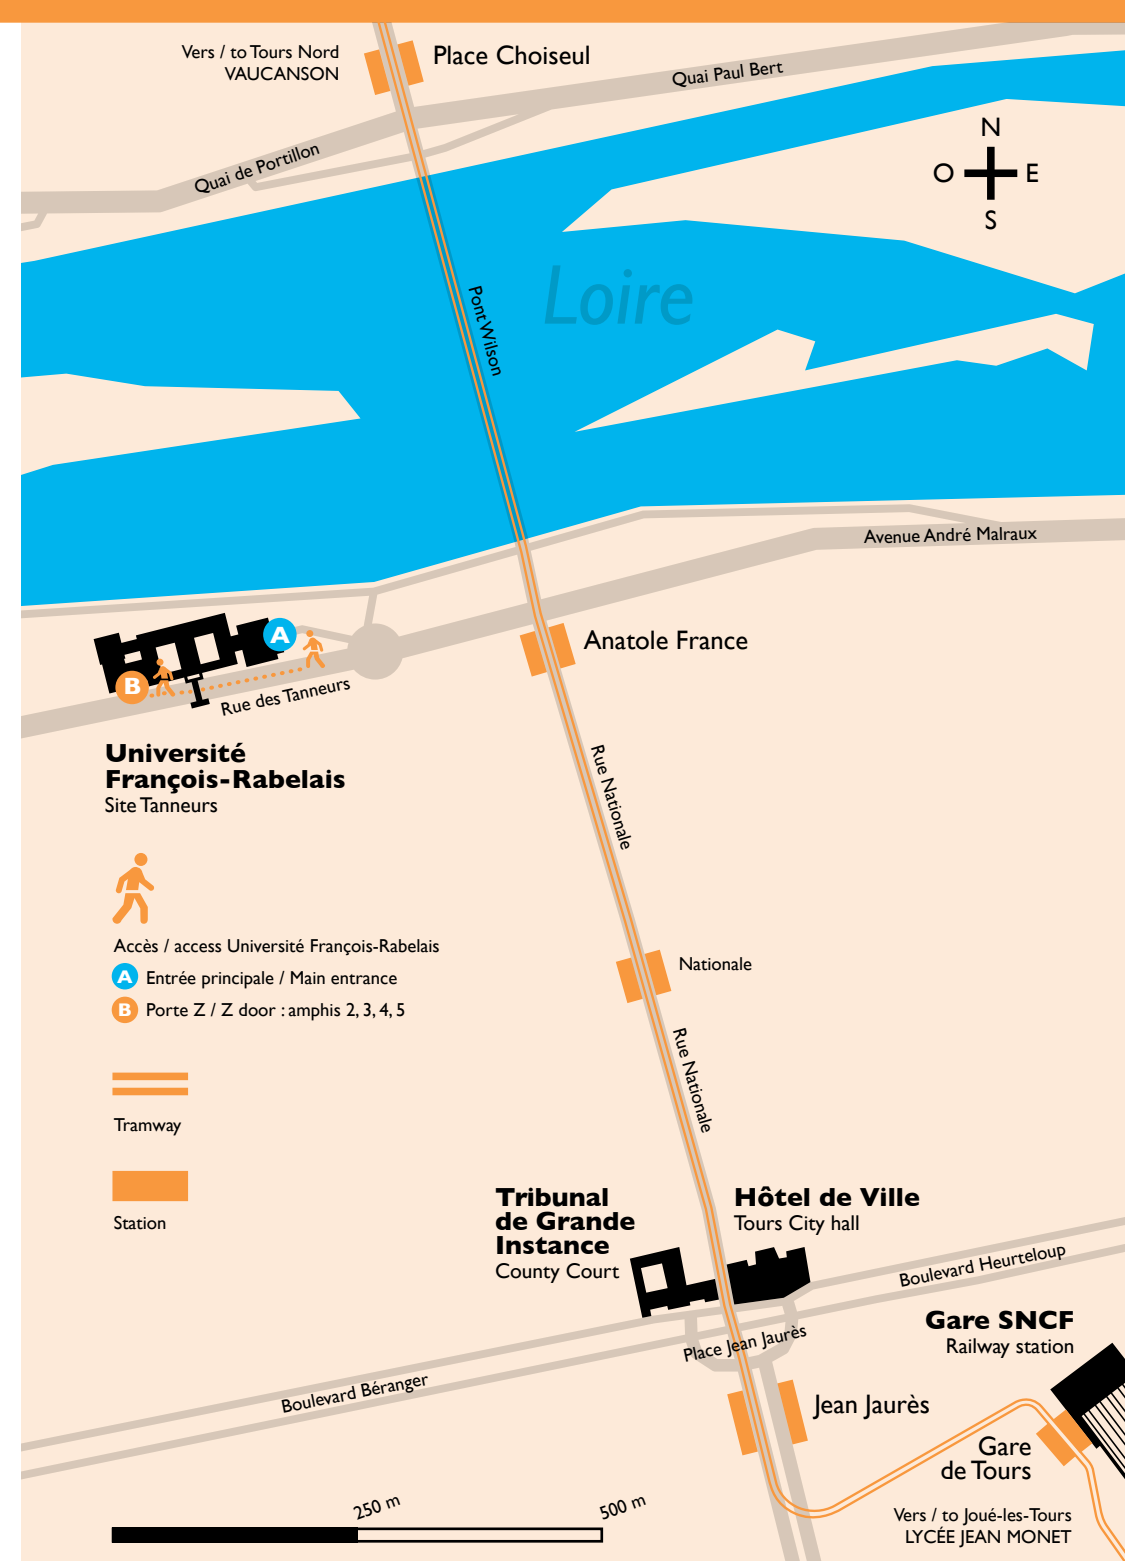 Vers / to Tours Nord
VAUCANSON
Place Choiseul
Quai Paul Bert
Quai de Portillon
N
O
E
S
Loire
Pont Wilson
Avenue André Malraux
A
B
Rue des Tanneurs
Anatole France
Université
François-Rabelais
Site Tanneurs
Rue Nationale
Accès / access Université François-Rabelais
A Entrée principale / Main entrance
B Porte Z / Z door : amphis 2, 3, 4, 5
Nationale
Rue Nationale
Tramway
Station
Tribunal
de Grande
Instance
County Court
Hôtel de Ville
Tours City hall
Boulevard Heurteloup
Gare SNCF
Railway station
Place Jean Jaurès
Boulevard Béranger
Jean Jaurès
Gare
de Tours
Vers / to Joué-les-Tours
LYCÉE JEAN MONET
250 m
500 m